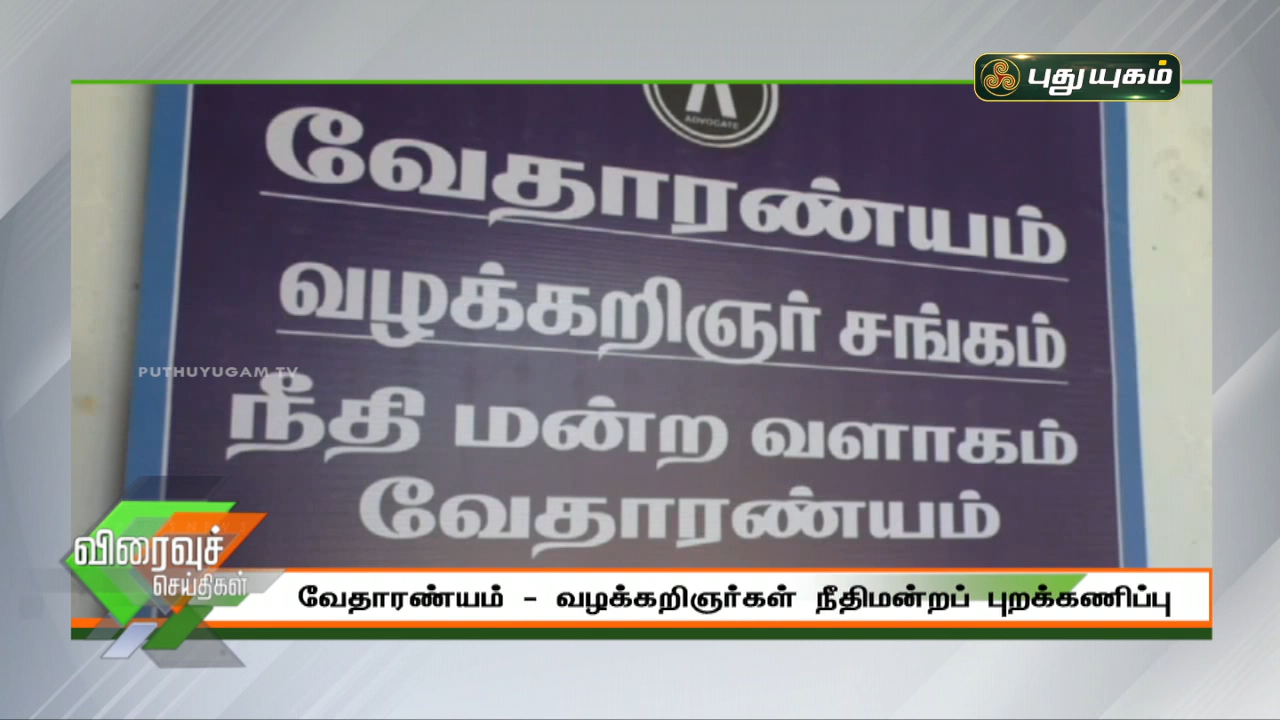 புதுயுகம்
ADVOCATE
வேதாரண்யம்
வழக்கறிஞர் சங்கம்
PUTHUYUGAM TV
நீதி மன்ற வளாகம்
வேதாரண்யம்
விரைவுச்
செய்திகள்
வேதாரண்யம் - வழக்கறிஞர்கள் நீதிமன்றப் புறக்கணிப்பு